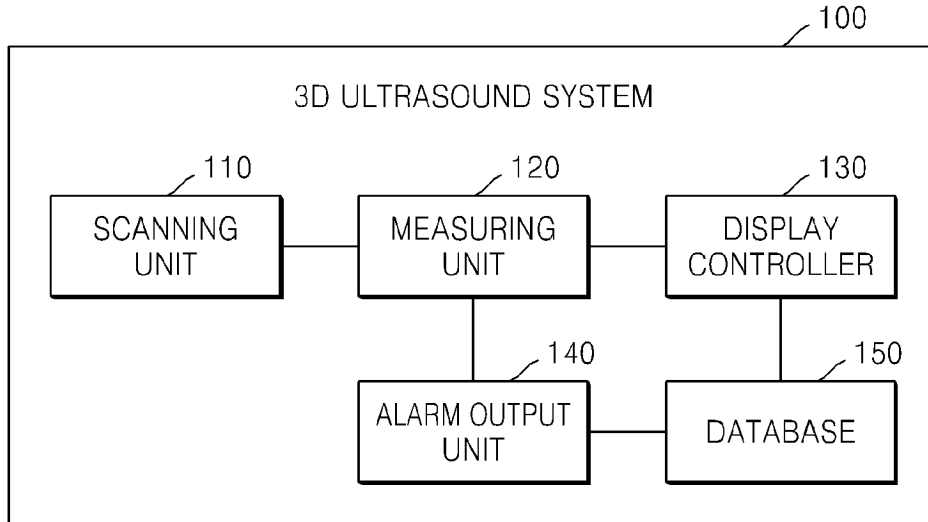 100
3D ULTRASOUND SYSTEM
110
120
130
SCANNING
UNIT
MEASURING
UNIT
DISPLAY
CONTROLLER
140
150
ALARM OUTPUT
UNIT
DATABASE